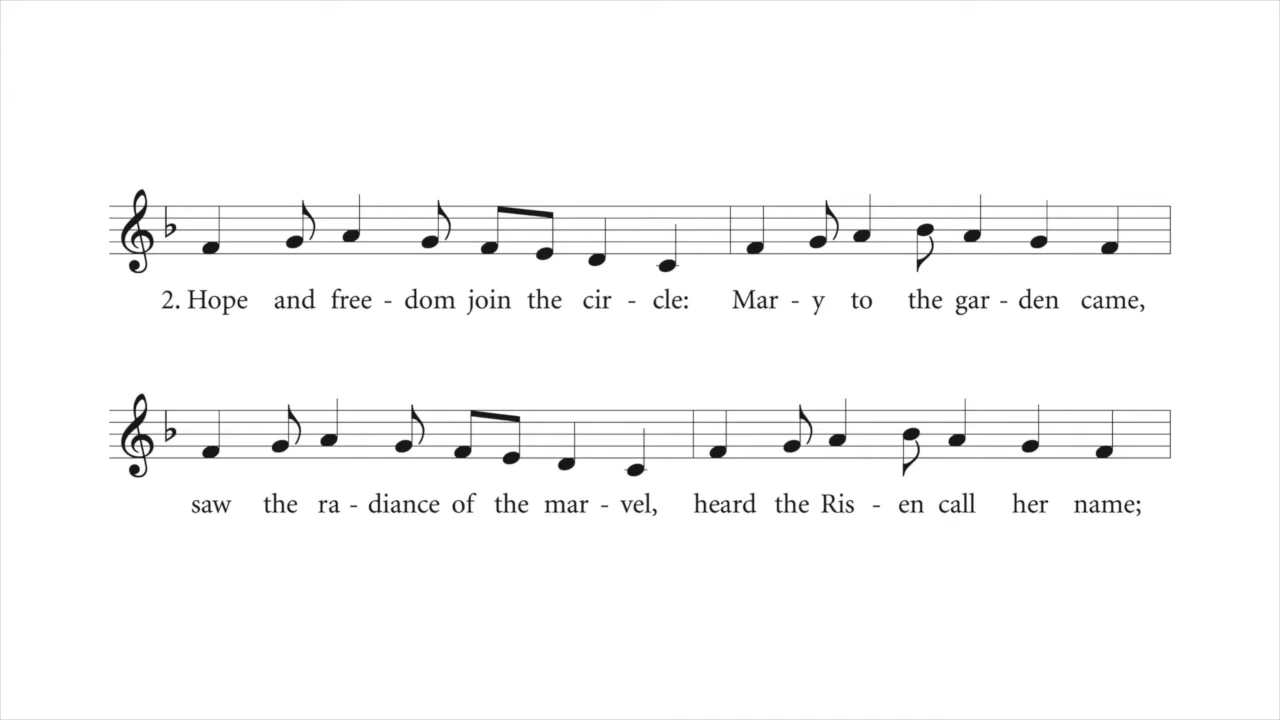 2. Hope and free - dom join the cir - cle: Mar - y to the gar - den came,
saw the ra - diance of the mar - vel, heard the Ris - en call her name;